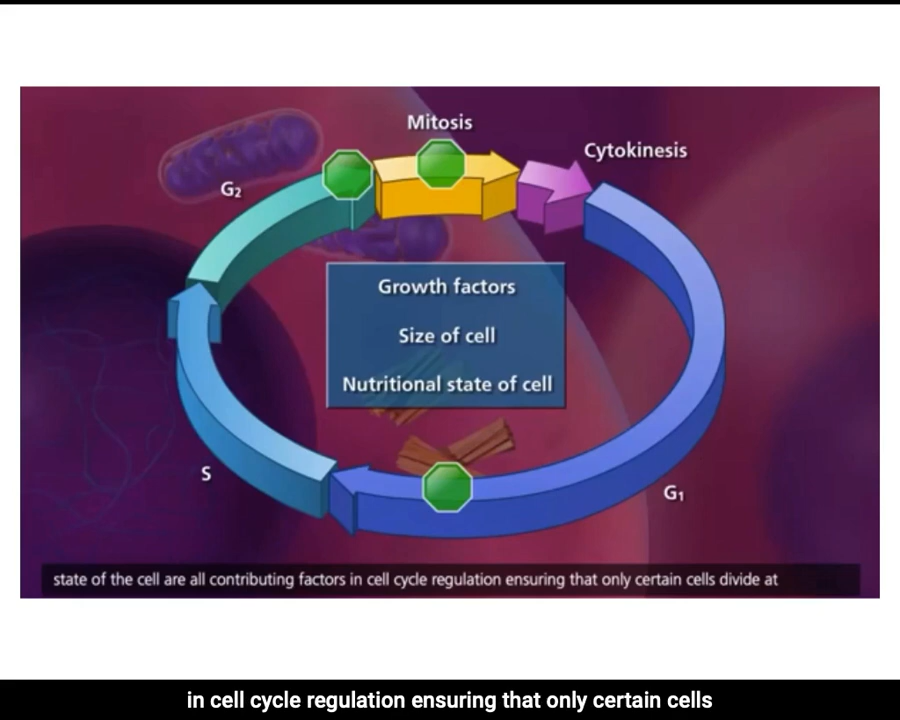 Mitosis
Cytokinesis
G₂
Growth factors
Size of cell
Nutritional state of cell
S
G₁
state of the cell are all contributing factors in cell cycle regulation ensuring that only certain cells divide at
in cell cycle regulation ensuring that only certain cells